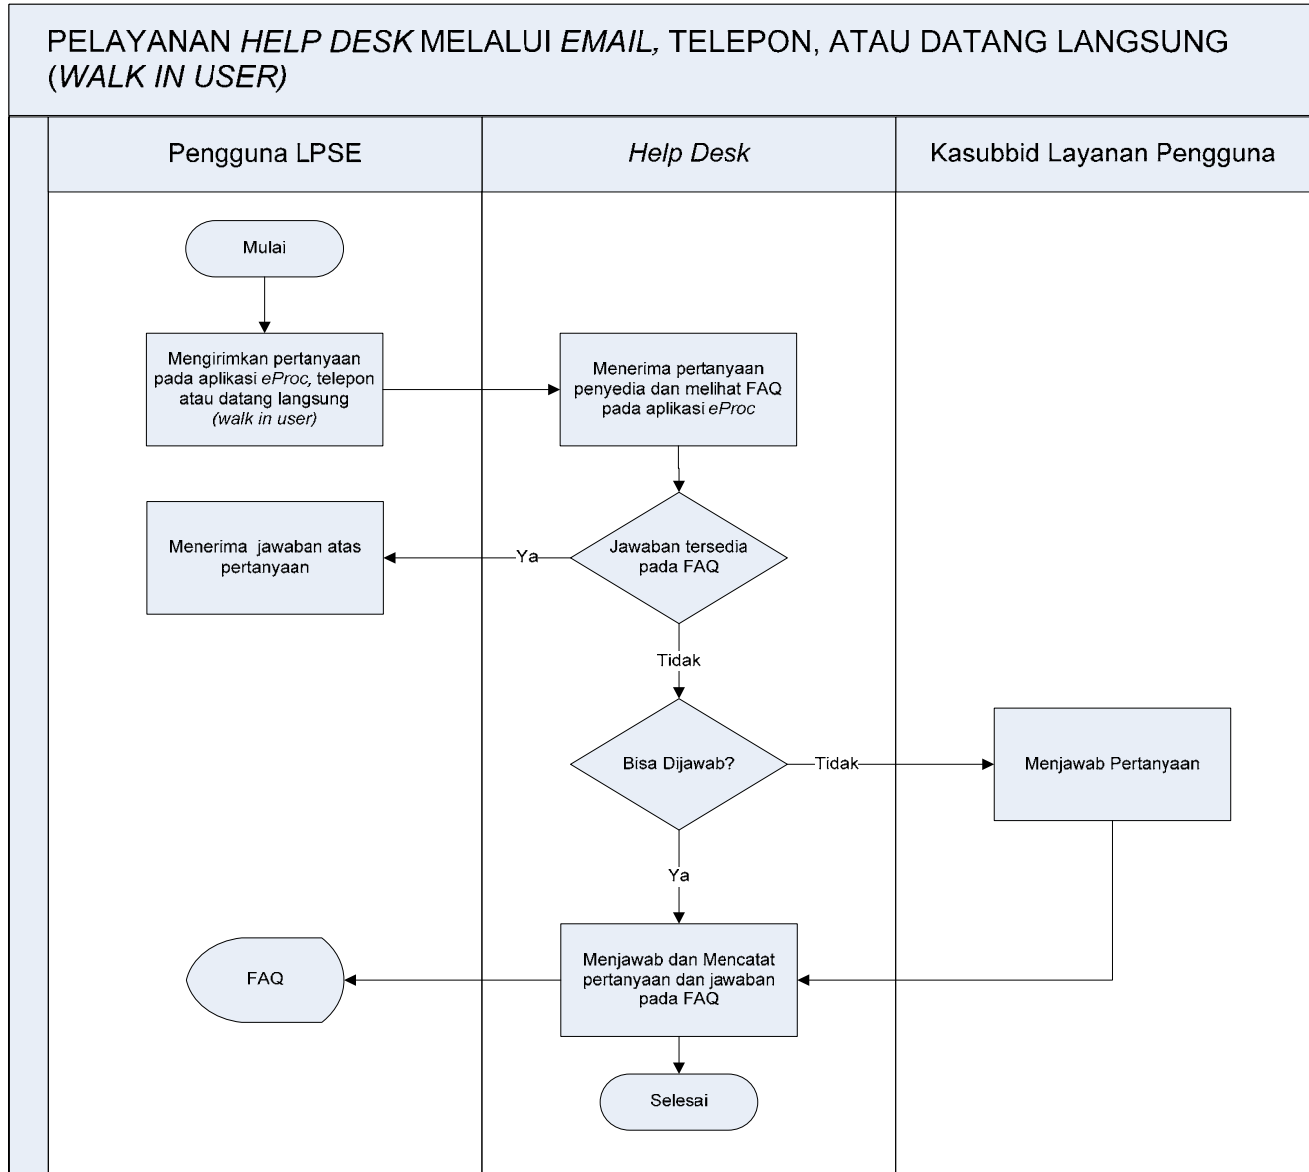 PELAYANAN HELP DESK MELALUI EMAIL, TELEPON, ATAU DATANG LANGSUNG
(WALK IN USER)
Pengguna LPSE
Help Desk
Kasubbid Layanan Pengguna
Mulai
Mengirimkan pertanyaan
pada aplikasi eProc, telepon
atau datang langsung
(walk in user)
Menerima pertanyaan
penyedia dan melihat FAQ
pada aplikasi eProc
Menerima jawaban atas
pertanyaan
Ya
Jawaban tersedia
pada FAQ
Tidak
Bisa Dijawab?
Tidak
Menjawab Pertanyaan
Ya
FAQ
Menjawab dan Mencatat
pertanyaan dan jawaban
pada FAQ
Selesai